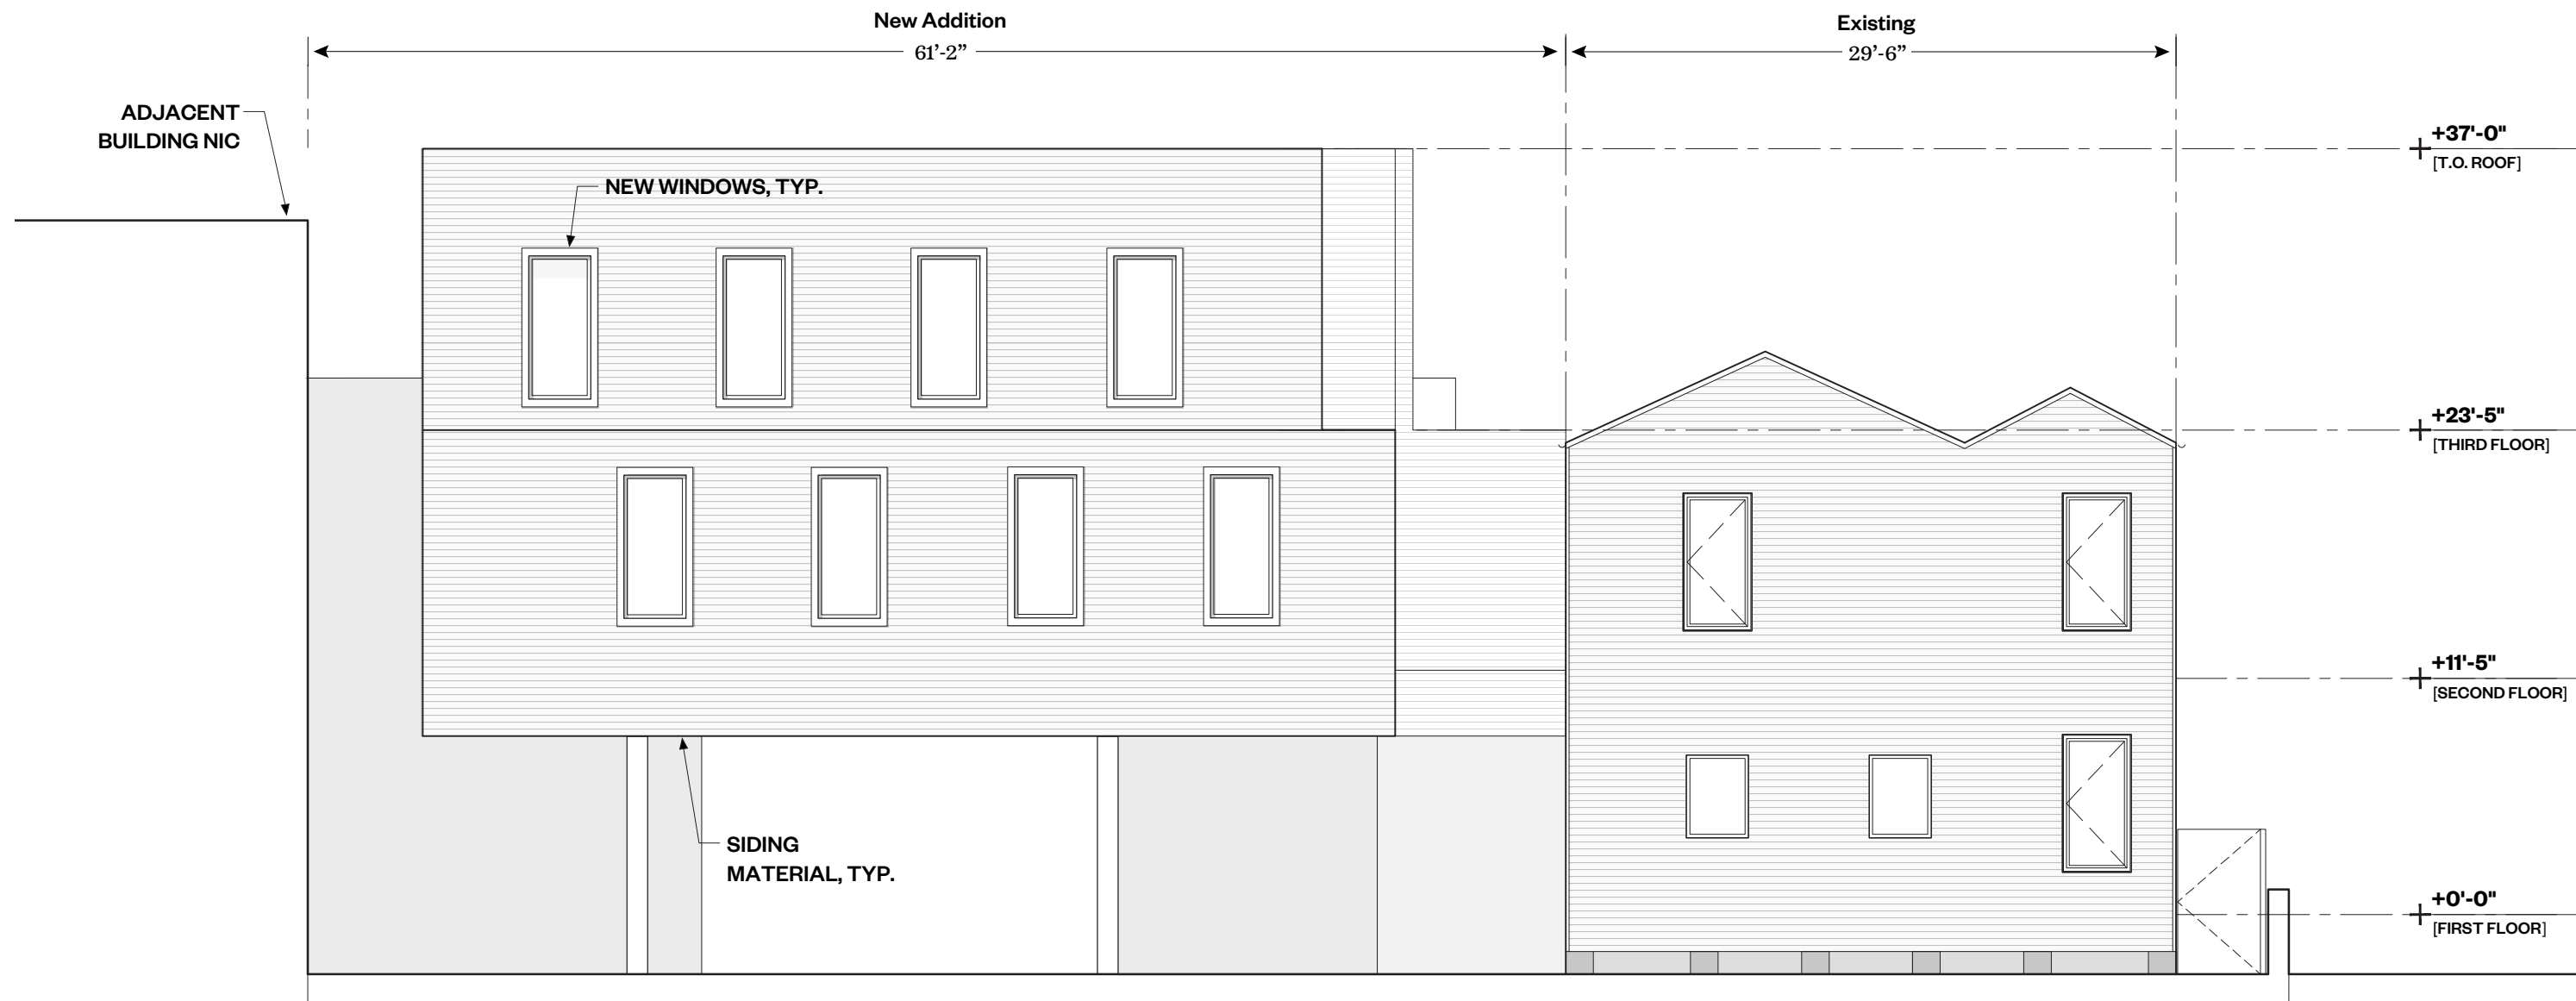 New Addition
61’-2”
Existing
29’-6”
ADJACENT
BUILDING NIC
+37'-0"
[T.O. ROOF]
NEW WINDOWS, TYP.
+23'-5"
[THIRD FLOOR]
+11'-5"
[SECOND FLOOR]
SIDING
MATERIAL, TYP.
+0'-0"
[FIRST FLOOR]